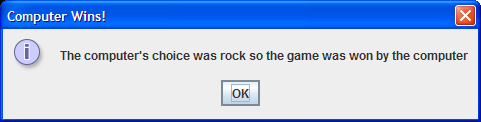 Computer Wins!
The computer's choice was rock so the game was won by the computer
OK